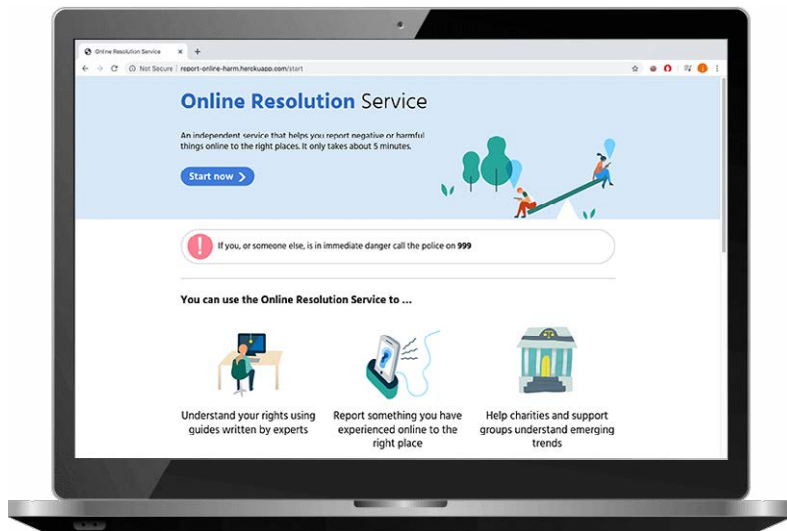 Online Resolution Service
Not Secure | report-online-harm.herokuapp.com/start
Online Resolution Service
An independent service that helps you report negative or harmful
things online to the right places. It only takes about 5 minutes.
Start now
If you, or someone else, is in immediate danger call the police on 999
You can use the Online Resolution Service to ...
Understand your rights using
guides written by experts
Report something you have
experienced online to the
right place
Help charities and support
groups understand emerging
trends